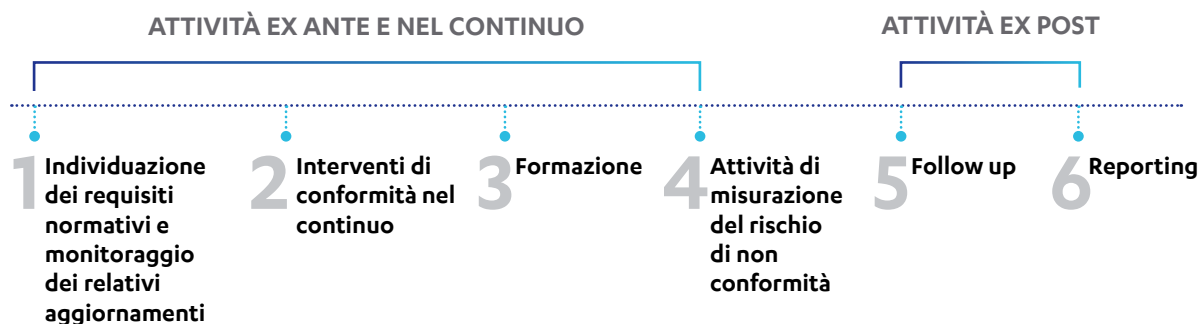 ATTIVITÀ EX ANTE E NEL CONTINUO
ATTIVITÀ EX POST
1 Individuazione
dei requisiti
normativi e
monitoraggio
dei relativi
aggiornamenti
2 Interventi di
conformità nel
continuo
3 Formazione
4 Attività di
misurazione
del rischio
di non
conformità
5 Follow up
6 Reporting